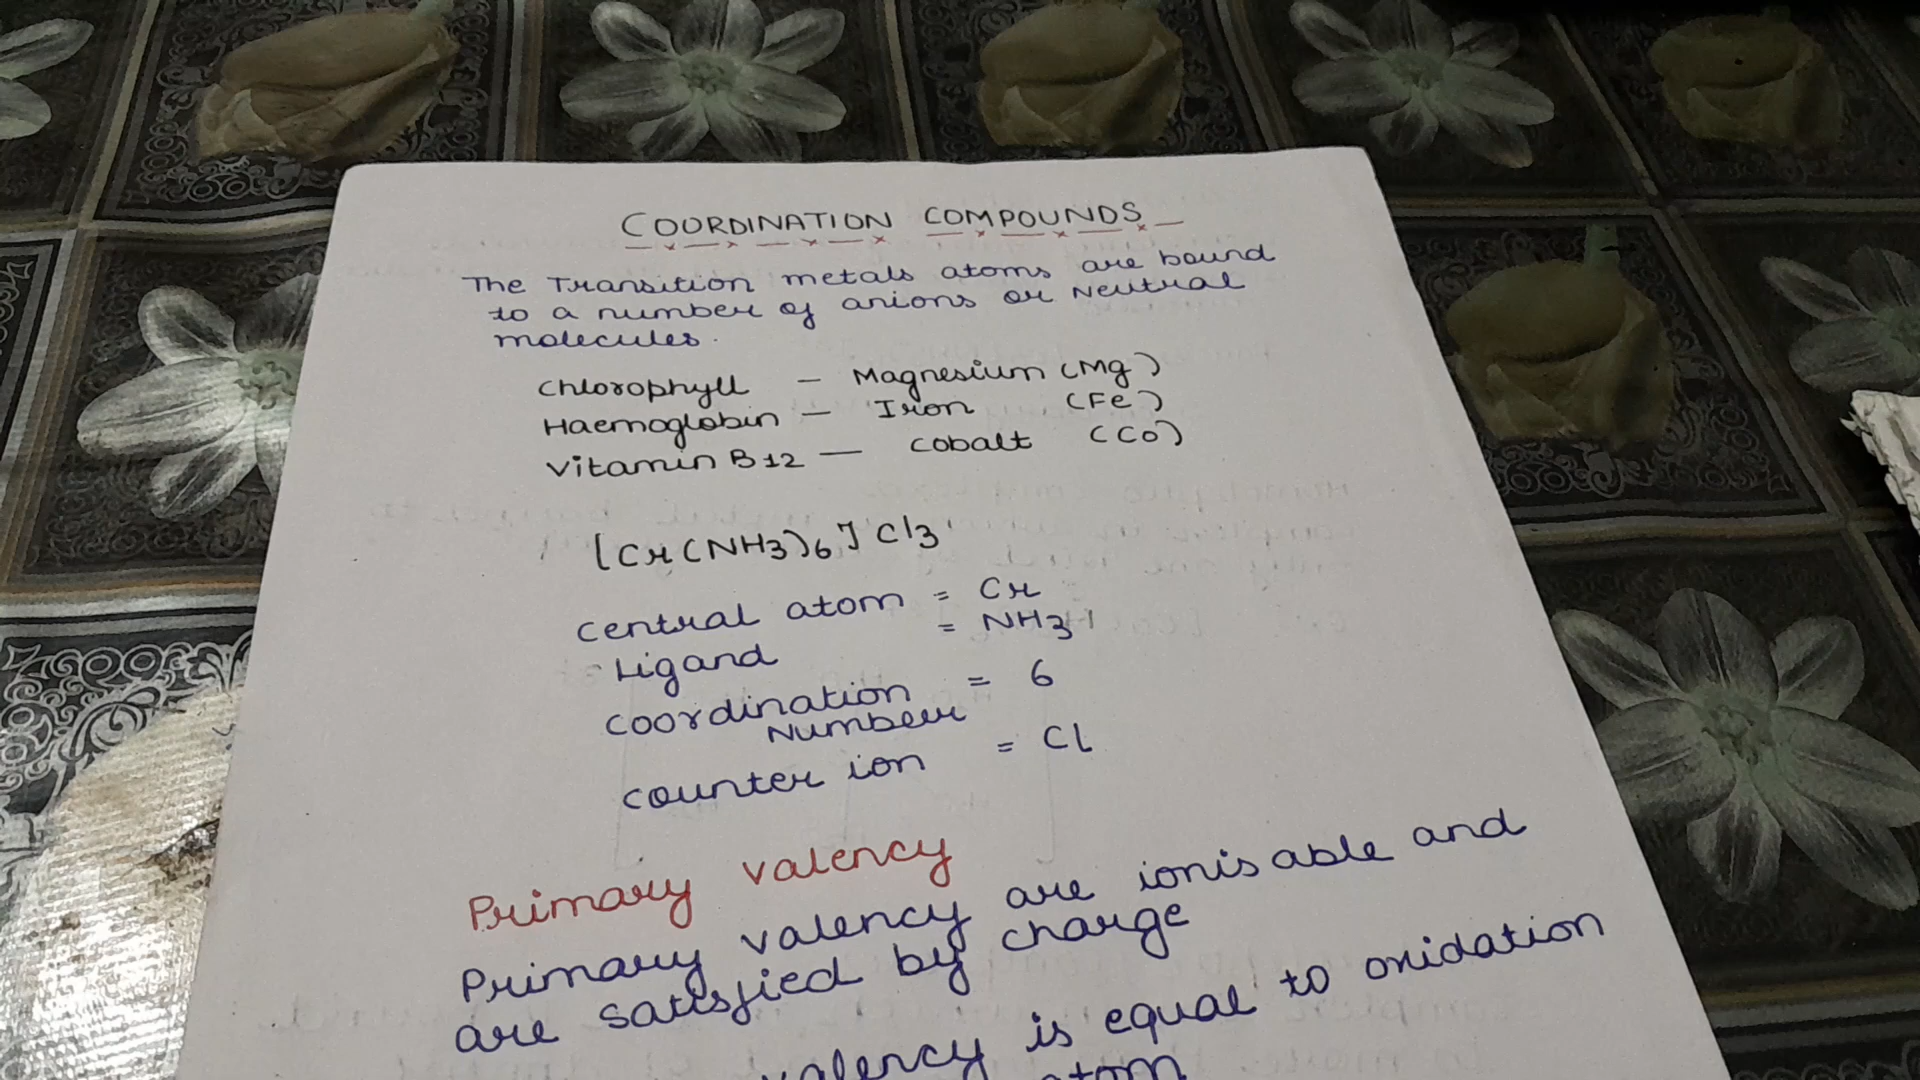 COORDINATION COMPOUNDS
The Transition metals atoms are bound
to a number of anions or Neutral
molecules.
Chlorophyll – Magnesium (Mg)
Haemoglobin – Iron (Fe)
Vitamin B12 – Cobalt (Co)
[Cr(NH3)6]Cl3
Central atom = Cr
Ligand = NH3
Coordination = 6
Number
Counter ion = Cl
Primary valency
Primary valency are ionisable and
are satisfied by charge
valency is equal to oxidation
atom